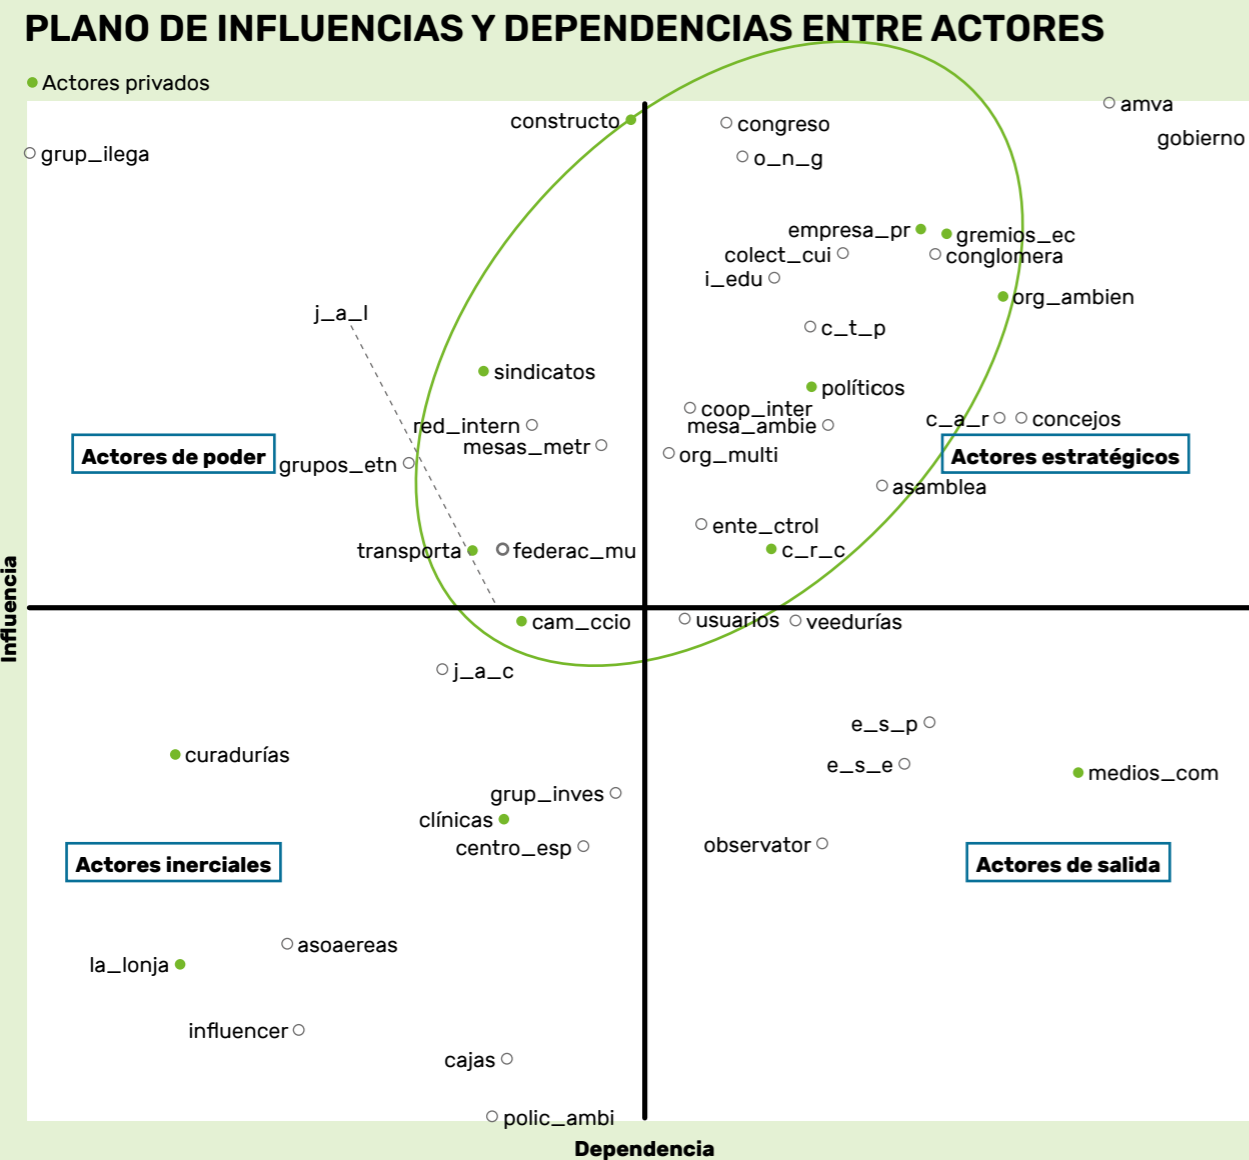 PLANO DE INFLUENCIAS Y DEPENDENCIAS ENTRE ACTORES
Actores privados
amva
constructo
congreso
gobierno
grup_ilega
o_n_g
empresa_pr
gremios_ec
colect_cui
conglomera
i_edu
org_ambien
j_a_l
c_t_p
sindicatos
políticos
coop_inter
red_intern
mesa_ambie
c_a_r
concejos
mesas_metr
org_multi
Actores de poder
Actores estratégicos
grupos_etn
asamblea
ente_ctrol
transporta
federac_mu
c_r_c
Influencia
cam_ccio
usuarios
veedurías
j_a_c
e_s_p
curadurías
e_s_e
medios_com
grup_inves
clínicas
centro_esp
observator
Actores inerciales
Actores de salida
asoaereas
la_lonja
influencer
cajas
polic_ambi
Dependencia